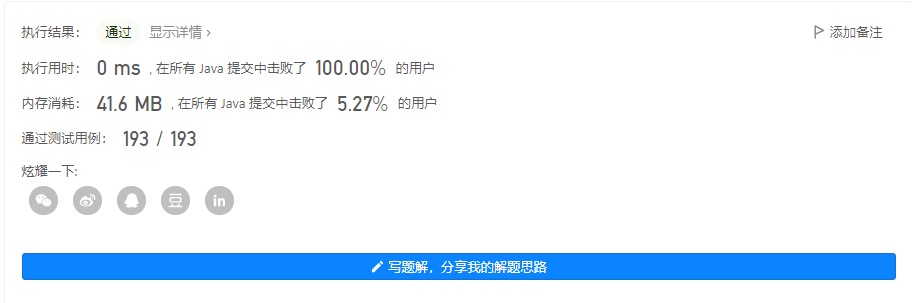 执行结果： 通过 显示详情 › 添加备注
执行用时： 0 ms , 在所有 Java 提交中击败了 100.00% 的用户
内存消耗： 41.6 MB , 在所有 Java 提交中击败了 5.27% 的用户
通过测试用例： 193 / 193
炫耀一下:
豆 in
写题解，分享我的解题思路